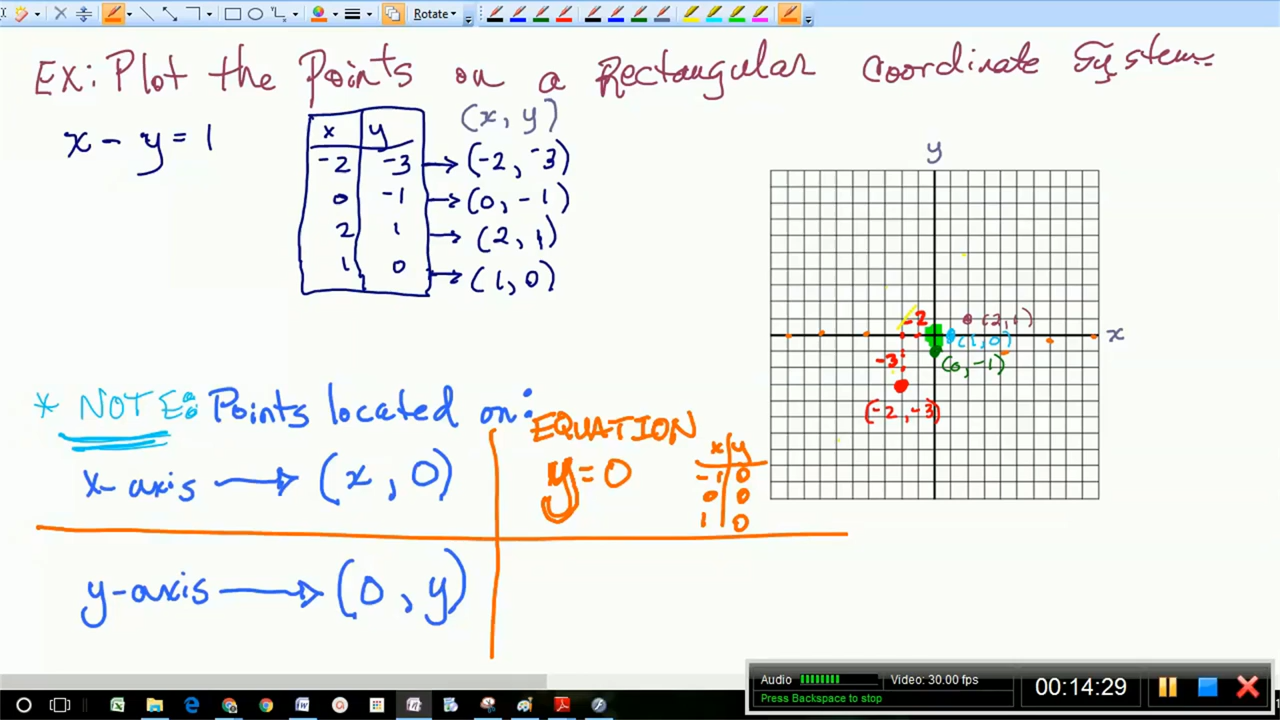 Rotate
Ex: Plot the Points on a Rectangular Coordinate System.
x - y = 1
x y (x, y)
-2 -3 → (-2, -3)
0 -1 → (0, -1)
2 1 → (2, 1)
1 0 → (1, 0)
y
x
-2
-3
(2,1)
(1,0)
(0,-1)
(-2,-3)
* NOTE: Points located on:
x-axis → (x, 0)
EQUATION
y = 0
x y
-1 0
0 0
1 0
y-axis → (0, y)
Audio
Video: 30.00 fps
Press Backspace to stop
00:14:29